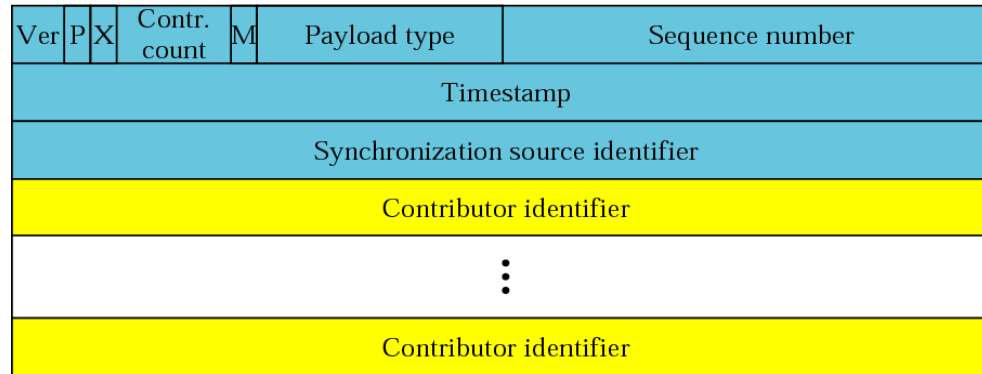 Ver P X Contr. count M Payload type Sequence number
Timestamp
Synchronization source identifier
Contributor identifier
Contributor identifier